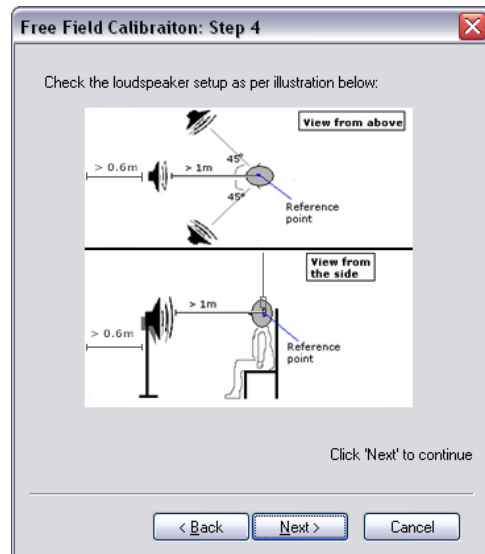 Free Field Calibraiton: Step 4
Check the loudspeaker setup as per illustration below:
View from above
> 0.6m
> 1m
45°
45°
Reference
point
View from
the side
> 1m
> 0.6m
Reference
point
Click 'Next' to continue
< Back
Next >
Cancel